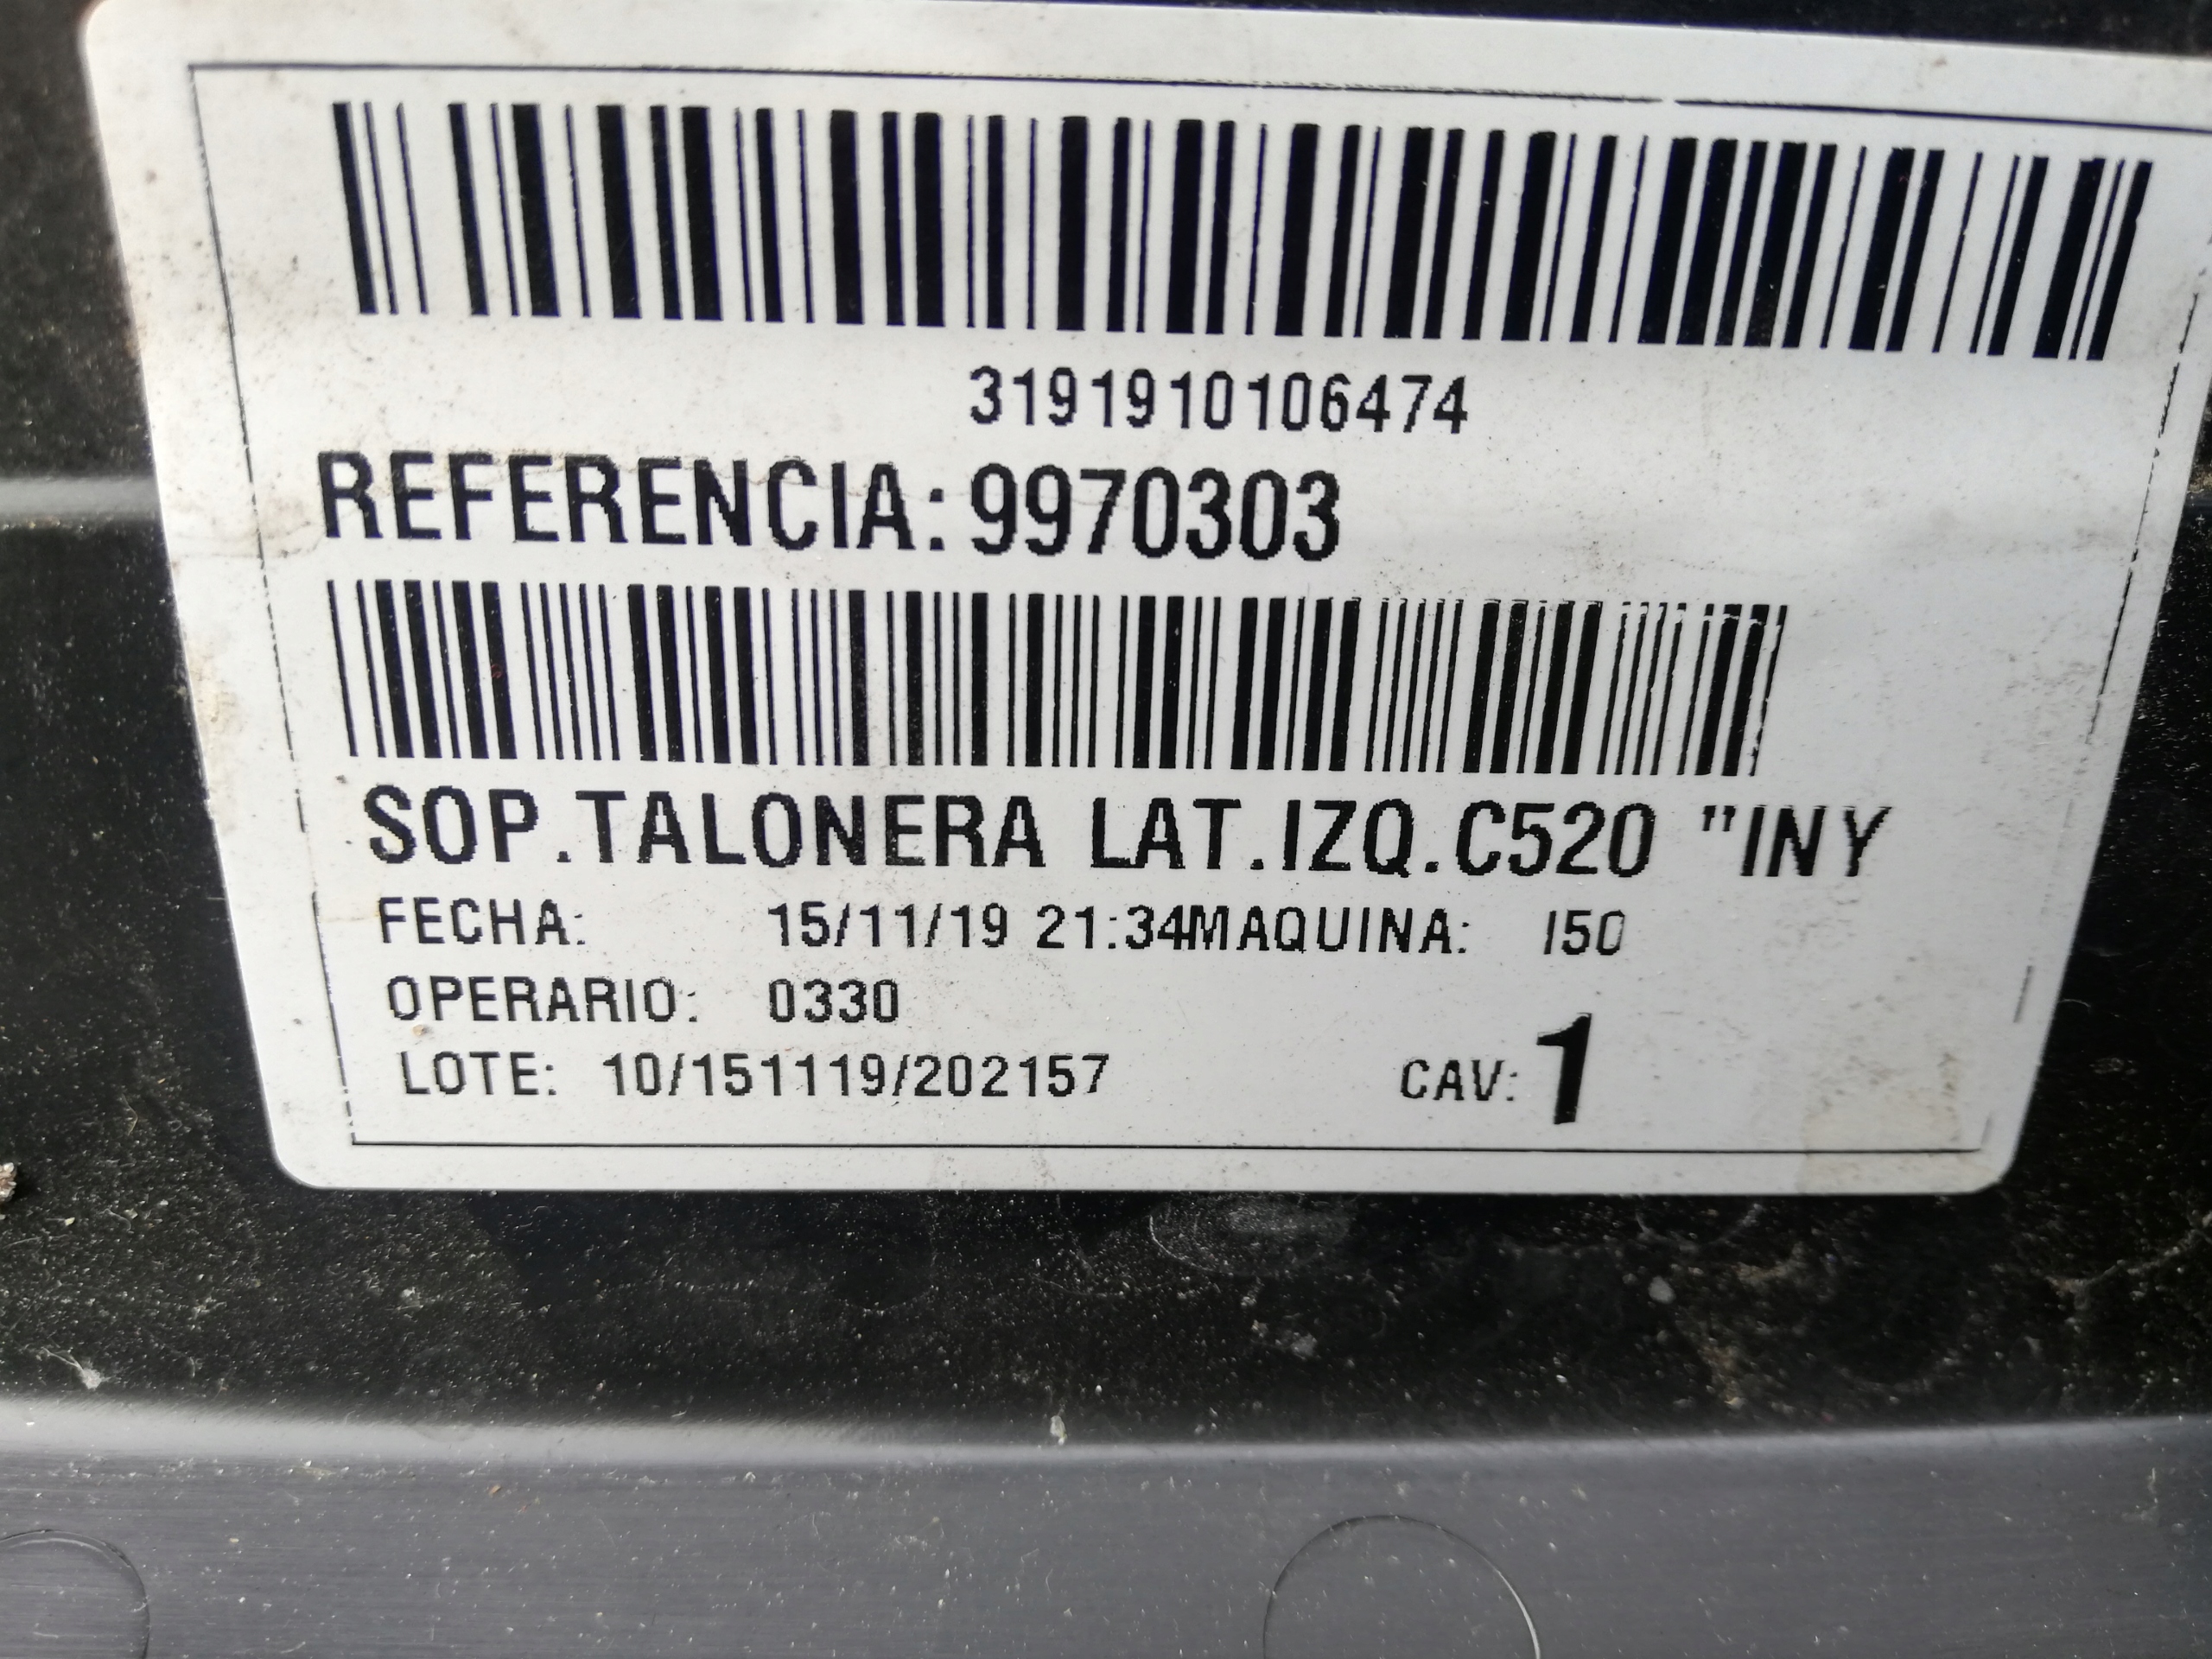 3191910106474
REFERENCIA: 9970303
SOP.TALONERA LAT.IZQ.C520 "INY
FECHA: 15/11/19 21:34MAQUINA: I50
OPERARIO: 0330
LOTE: 10/151119/202157 CAV: 1